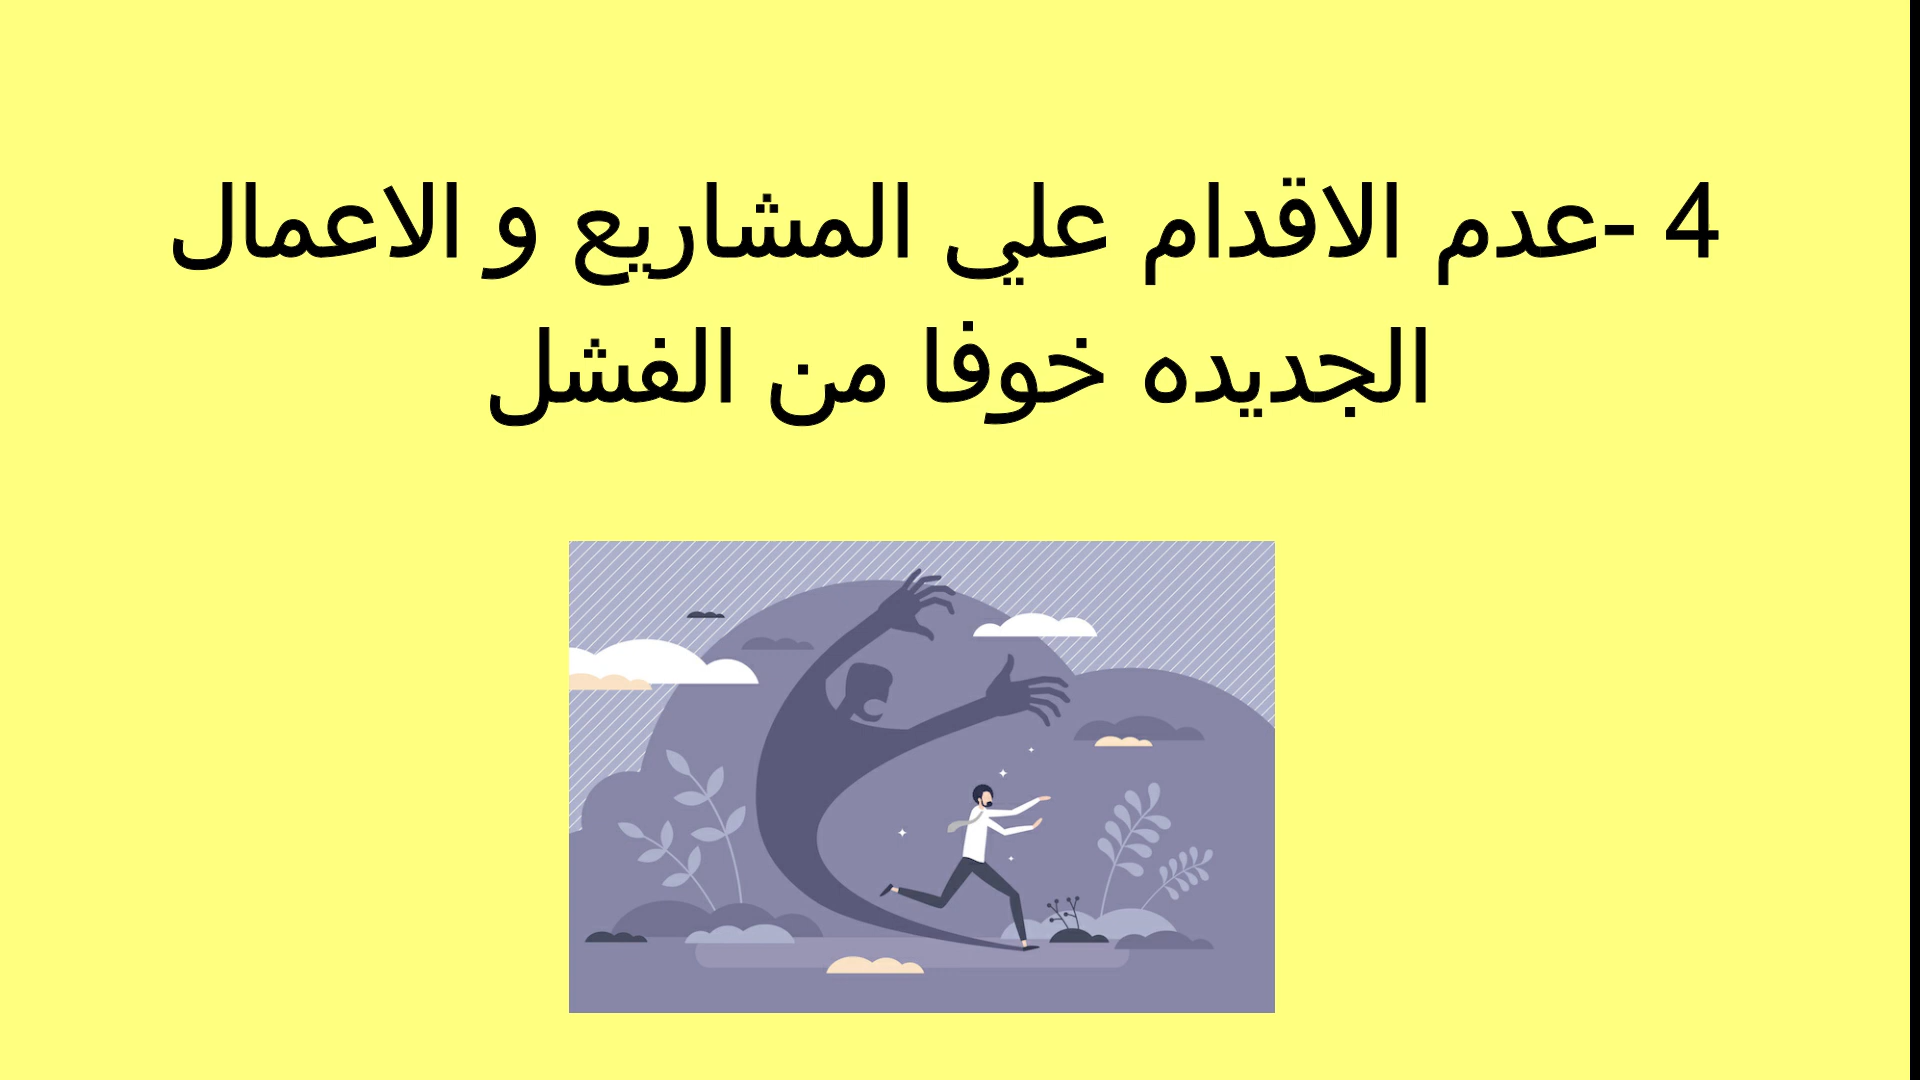 4 -عدم الاقدام علي المشاريع و الاعمال
الجديده خوفا من الفشل